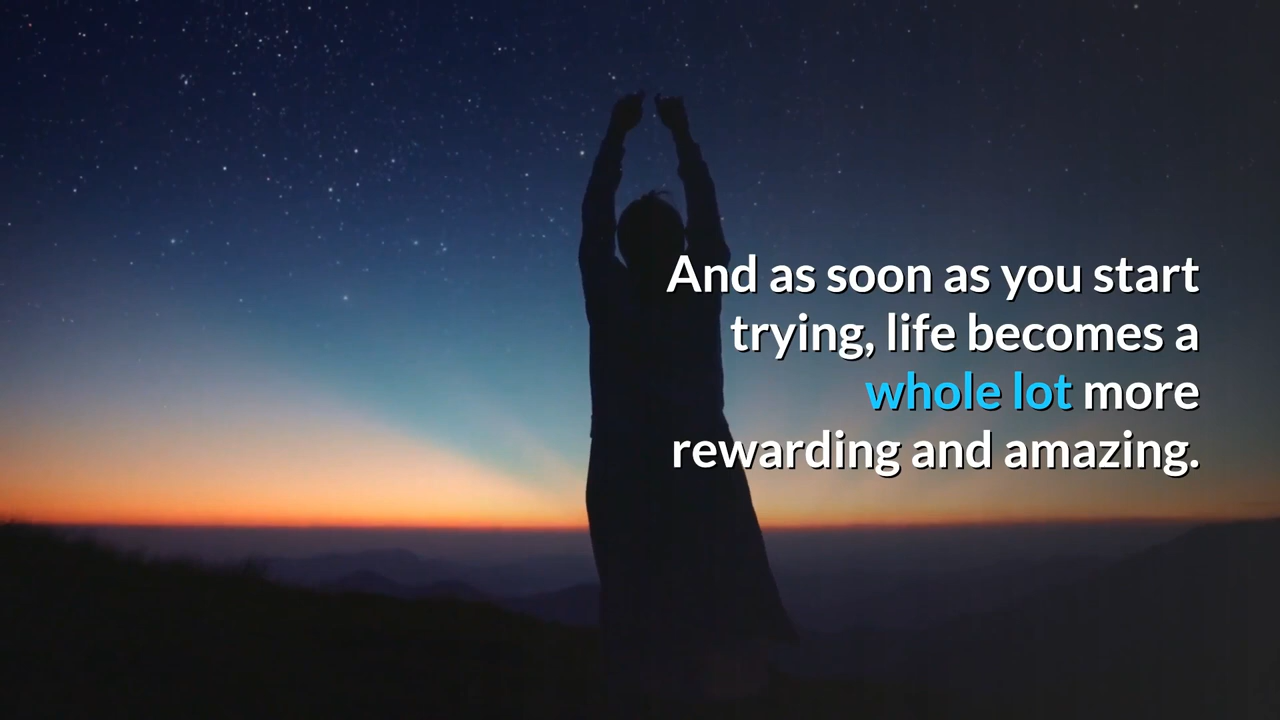 And as soon as you start
trying, life becomes a
whole lot more
rewarding and amazing.